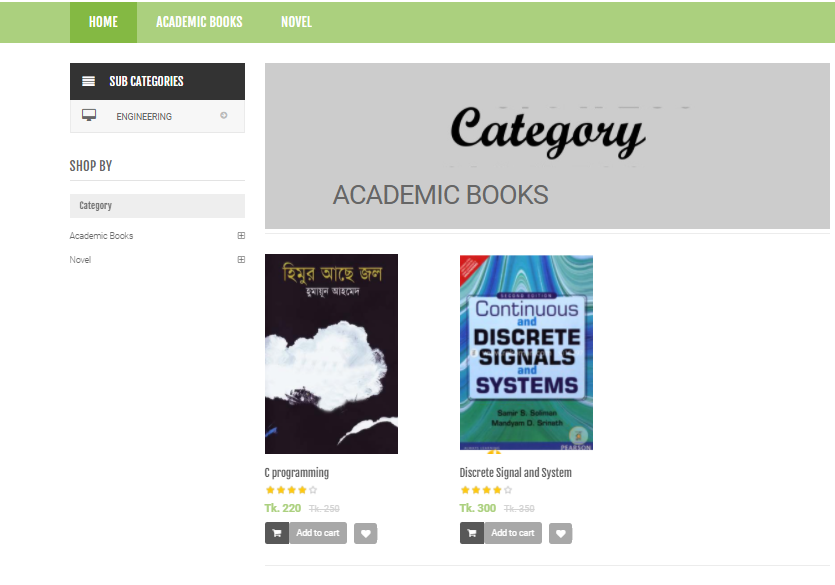 HOME ACADEMIC BOOKS NOVEL
SUB CATEGORIES
ENGINEERING
SHOP BY
Category
Academic Books
Novel
Category
ACADEMIC BOOKS
হিমুর আছে জল
হুমায়ূন আহমেদ
C programming
Tk. 220 Tk. 250
Add to cart
SECOND EDITION
Continuous
and
DISCRETE
SIGNALS
and
SYSTEMS
Samir S. Soliman
Mandyam D. Srinath
PEARSON
Discrete Signal and System
Tk. 300 Tk. 350
Add to cart